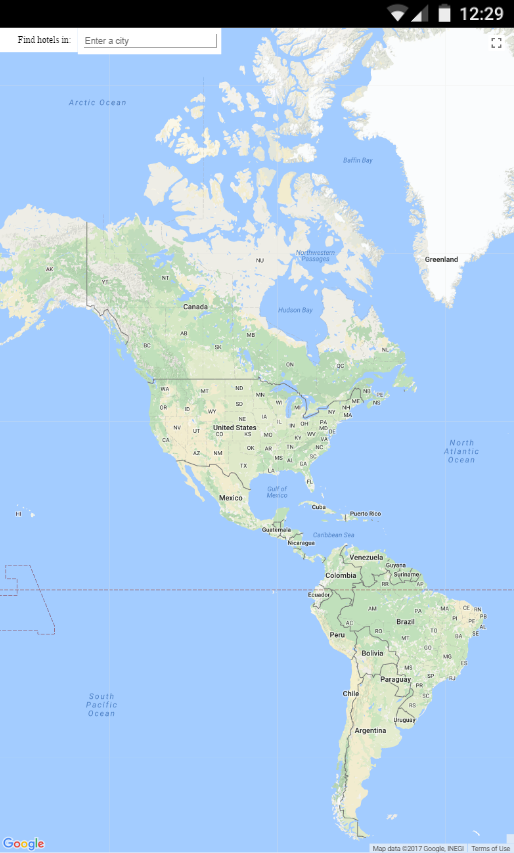 12:29
Find hotels in:
Enter a city
Arctic Ocean
Baffin Bay
Greenland
Northwestern
Passages
NU
AK
YT
NT
Canada
Hudson Bay
AB
MB
SK
BC
ON
QC
NL
NB
PE
NS
WA
MT
ND
MN
OR
ID
WY
SD
WI
MI
NY
NH
MA
NV
UT
United States
NE
IA
IL
IN
OH
PA
MD
DE
CA
CO
KS
MO
KY
WV
VA
AZ
NM
OK
AR
TN
NC
TX
MS
AL
SC
GA
LA
FL
North
Atlantic
Ocean
Gulf of
Mexico
Mexico
Cuba
Puerto Rico
HI
Guatemala
Caribbean Sea
Nicaragua
Venezuela
Guyana
Suriname
Colombia
RR
AP
Ecuador
AM
PA
MA
CE
RN
PB
PI
PE
AL
SE
AC
RO
Brazil
TO
BA
Peru
MT
GO
Bolivia
MG
MS
ES
SP
RJ
Paraguay
PR
SC
Chile
RS
Uruguay
Argentina
South
Pacific
Ocean
Google
Map data ©2017 Google, INEGI
Terms of Use